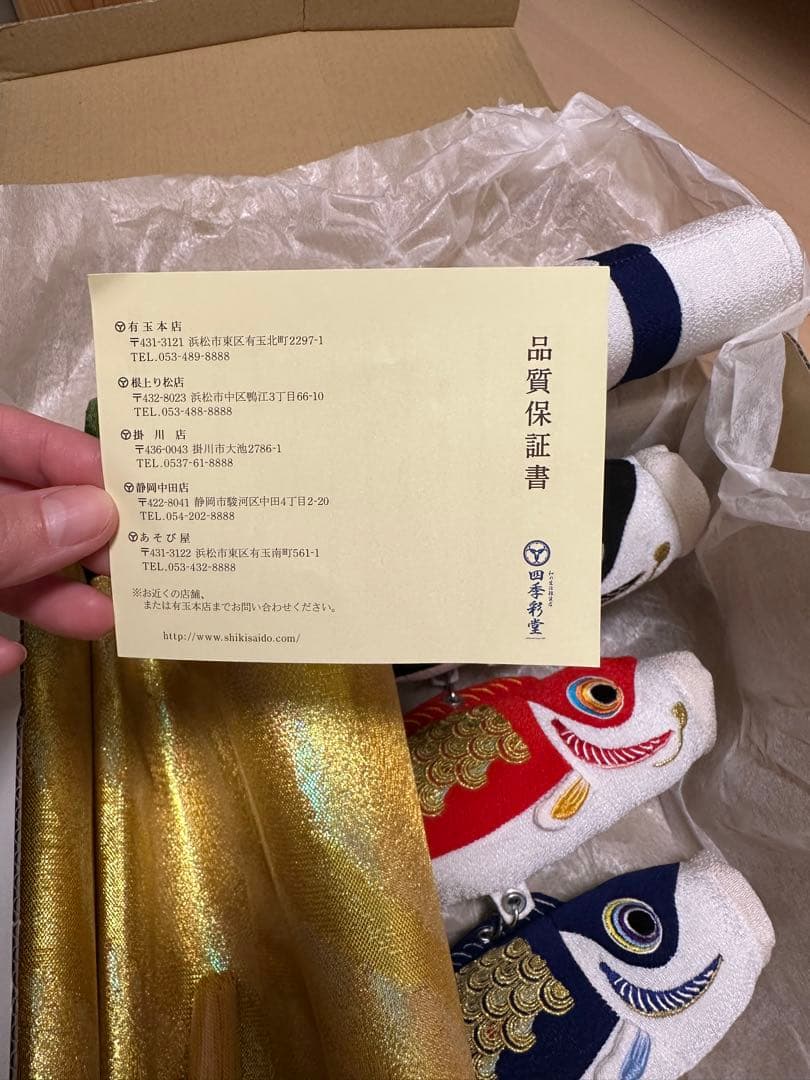 品質保証書
有玉本店
〒431-3121 浜松市東区有玉北町2297-1
TEL.053-489-8888
根上り松店
〒432-8023 浜松市中区鴨江3丁目66-10
TEL.053-488-8888
掛川店
〒436-0043 掛川市大池2786-1
TEL.0537-61-8888
静岡中田店
〒422-8041 静岡市駿河区中田4丁目2-20
TEL.054-202-8888
あそび屋
〒431-3122 浜松市東区有玉南町561-1
TEL.053-432-8888
※お近くの店舗、
または有玉本店までお問い合わせください。
http://www.shikisaido.com/
四季彩堂